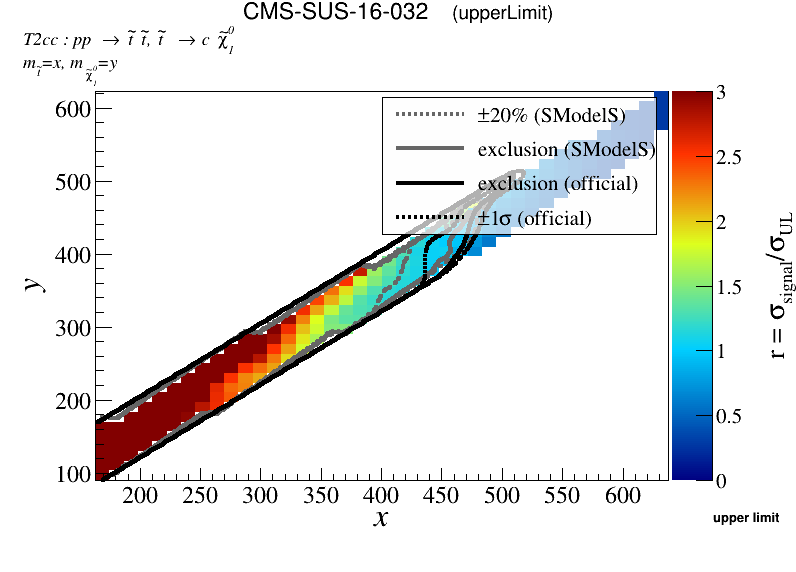 CMS-SUS-16-032 (upperLimit)
T2cc : pp → t̃ t̃, t̃ → c χ̃⁰₁
m_t̃=x, m_χ̃⁰₁=y
±20% (SModelS)
exclusion (SModelS)
exclusion (official)
±1σ (official)
600
500
400
300
200
100
y
200 250 300 350 400 450 500 550 600
x
3
2.5
2
1.5
1
0.5
0
r = σ_signal/σ_UL
upper limit